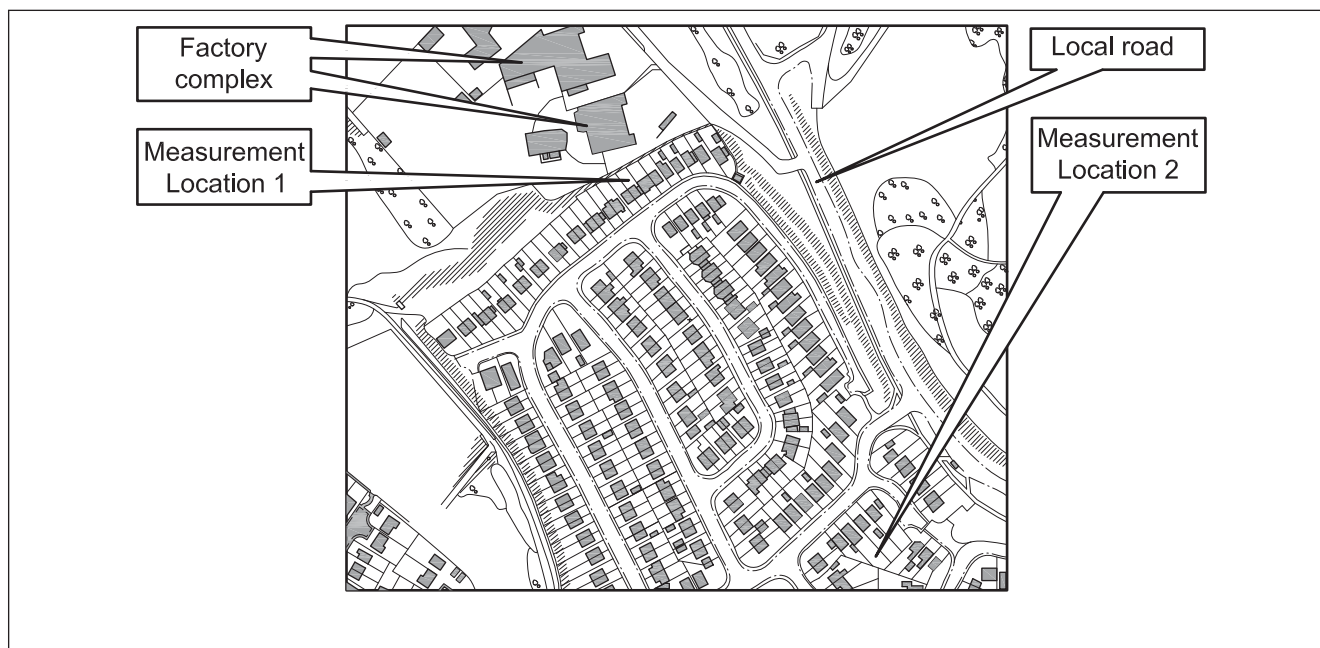 Factory
complex
Measurement
Location 1
Local road
Measurement
Location 2